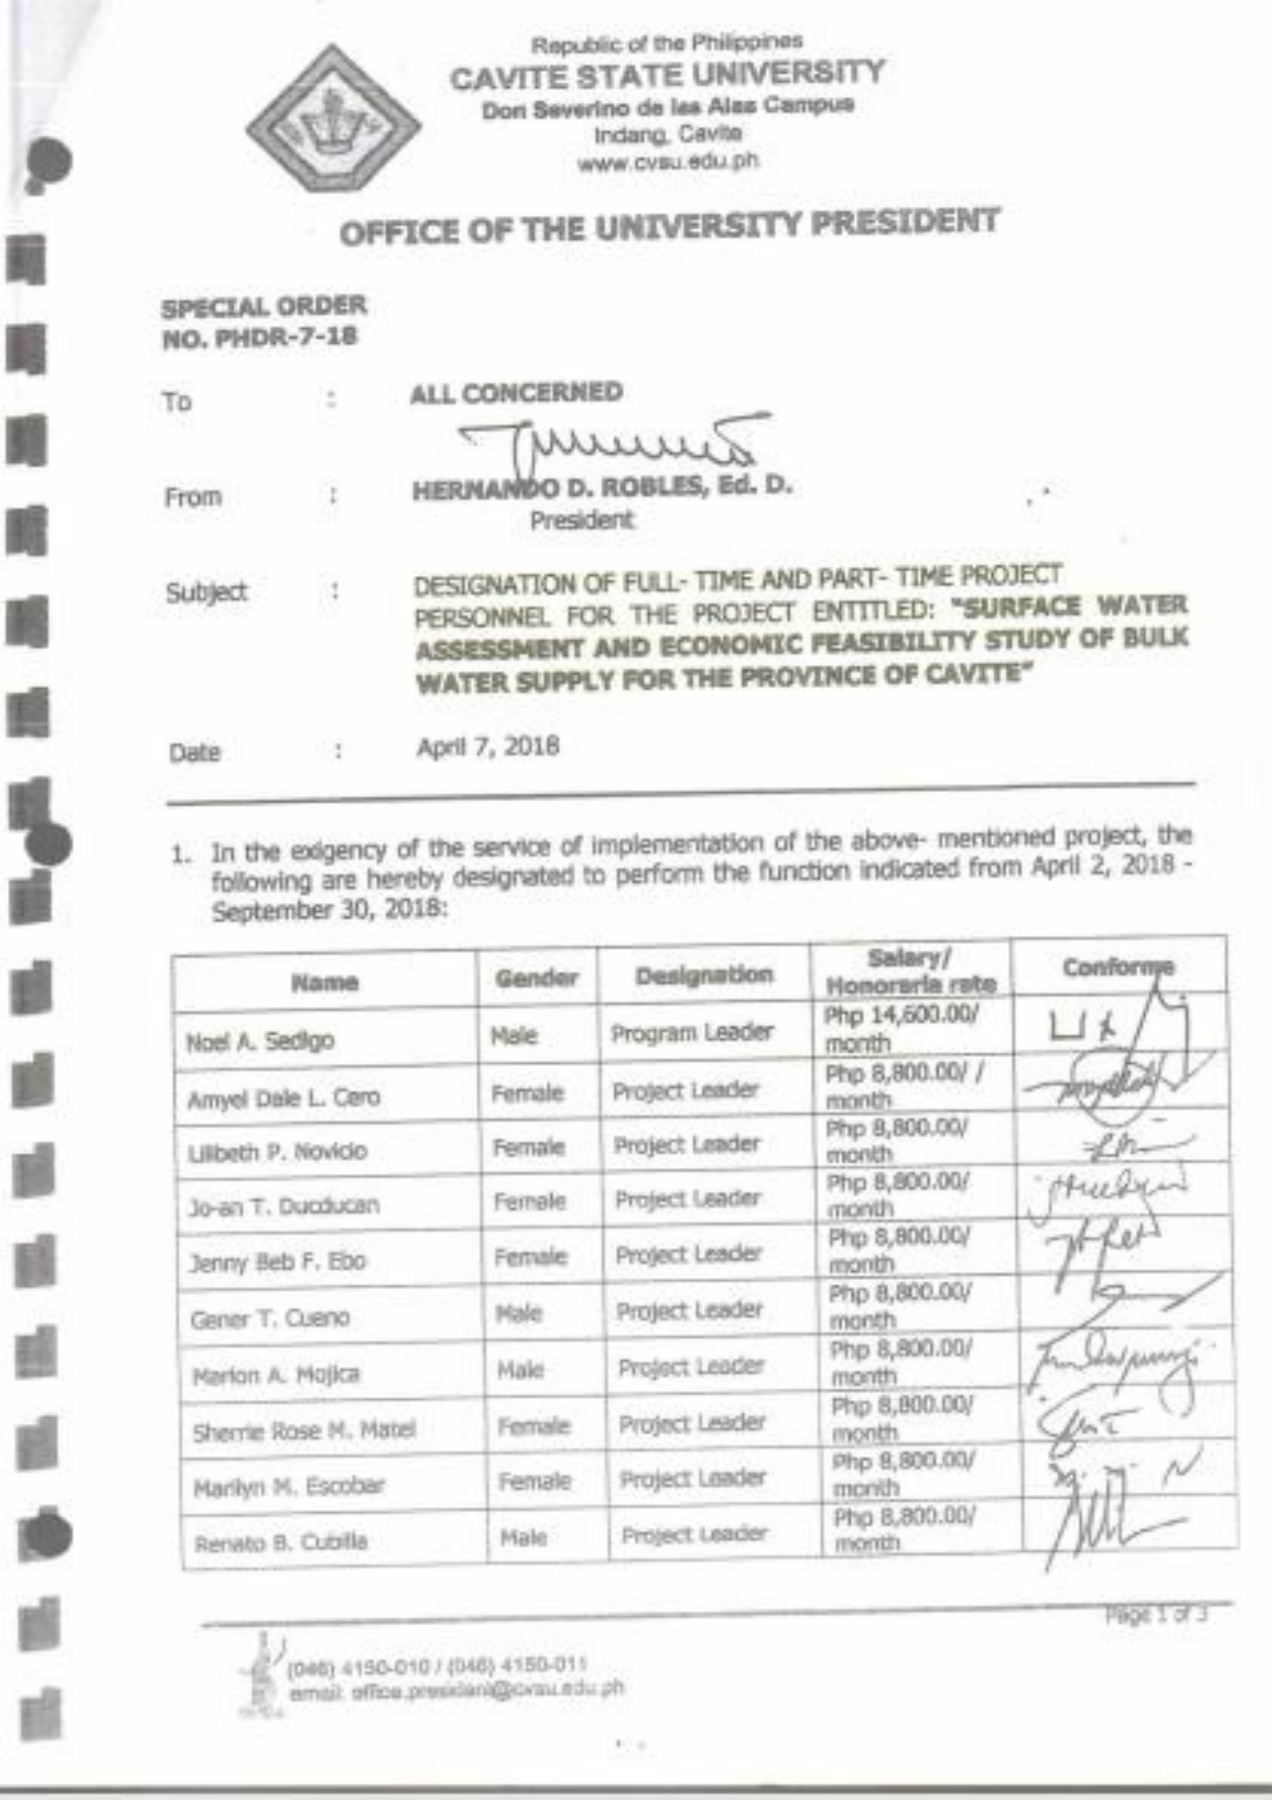 Republic of the Philippines
CAVITE STATE UNIVERSITY
Don Severino de las Alas Campus
Indang, Cavite
www.cvsu.edu.ph
OFFICE OF THE UNIVERSITY PRESIDENT
SPECIAL ORDER
NO. PHDR-7-18
To : ALL CONCERNED
From : HERNANDO D. ROBLES, Ed. D.
President
Subject : DESIGNATION OF FULL- TIME AND PART- TIME PROJECT
PERSONNEL FOR THE PROJECT ENTITLED: "SURFACE WATER
ASSESSMENT AND ECONOMIC FEASIBILITY STUDY OF BULK
WATER SUPPLY FOR THE PROVINCE OF CAVITE"
Date : April 7, 2018
1. In the exigency of the service of implementation of the above- mentioned project, the
following are hereby designated to perform the function indicated from April 2, 2018 -
September 30, 2018:
Name Gender Designation Salary/ Honoraria rate Conforme
Noel A. Sedigo Male Program Leader Php 14,600.00/ month
Amyel Dale L. Cero Female Project Leader Php 8,800.00/ / month
Lilibeth P. Novicio Female Project Leader Php 8,800.00/ month
Jo-an T. Ducducan Female Project Leader Php 8,800.00/ month
Jenny Beb F. Ebo Female Project Leader Php 8,800.00/ month
Gener T. Cueno Male Project Leader Php 8,800.00/ month
Marlon A. Mojica Male Project Leader Php 8,800.00/ month
Sherrie Rose M. Matel Female Project Leader Php 8,800.00/ month
Marilyn M. Escobar Female Project Leader Php 8,800.00/ month
Renato B. Cubilla Male Project Leader Php 8,800.00/ month
Page 1 of 3
(046) 4150-010 / (046) 4150-011
email: office.president@cvsu.edu.ph